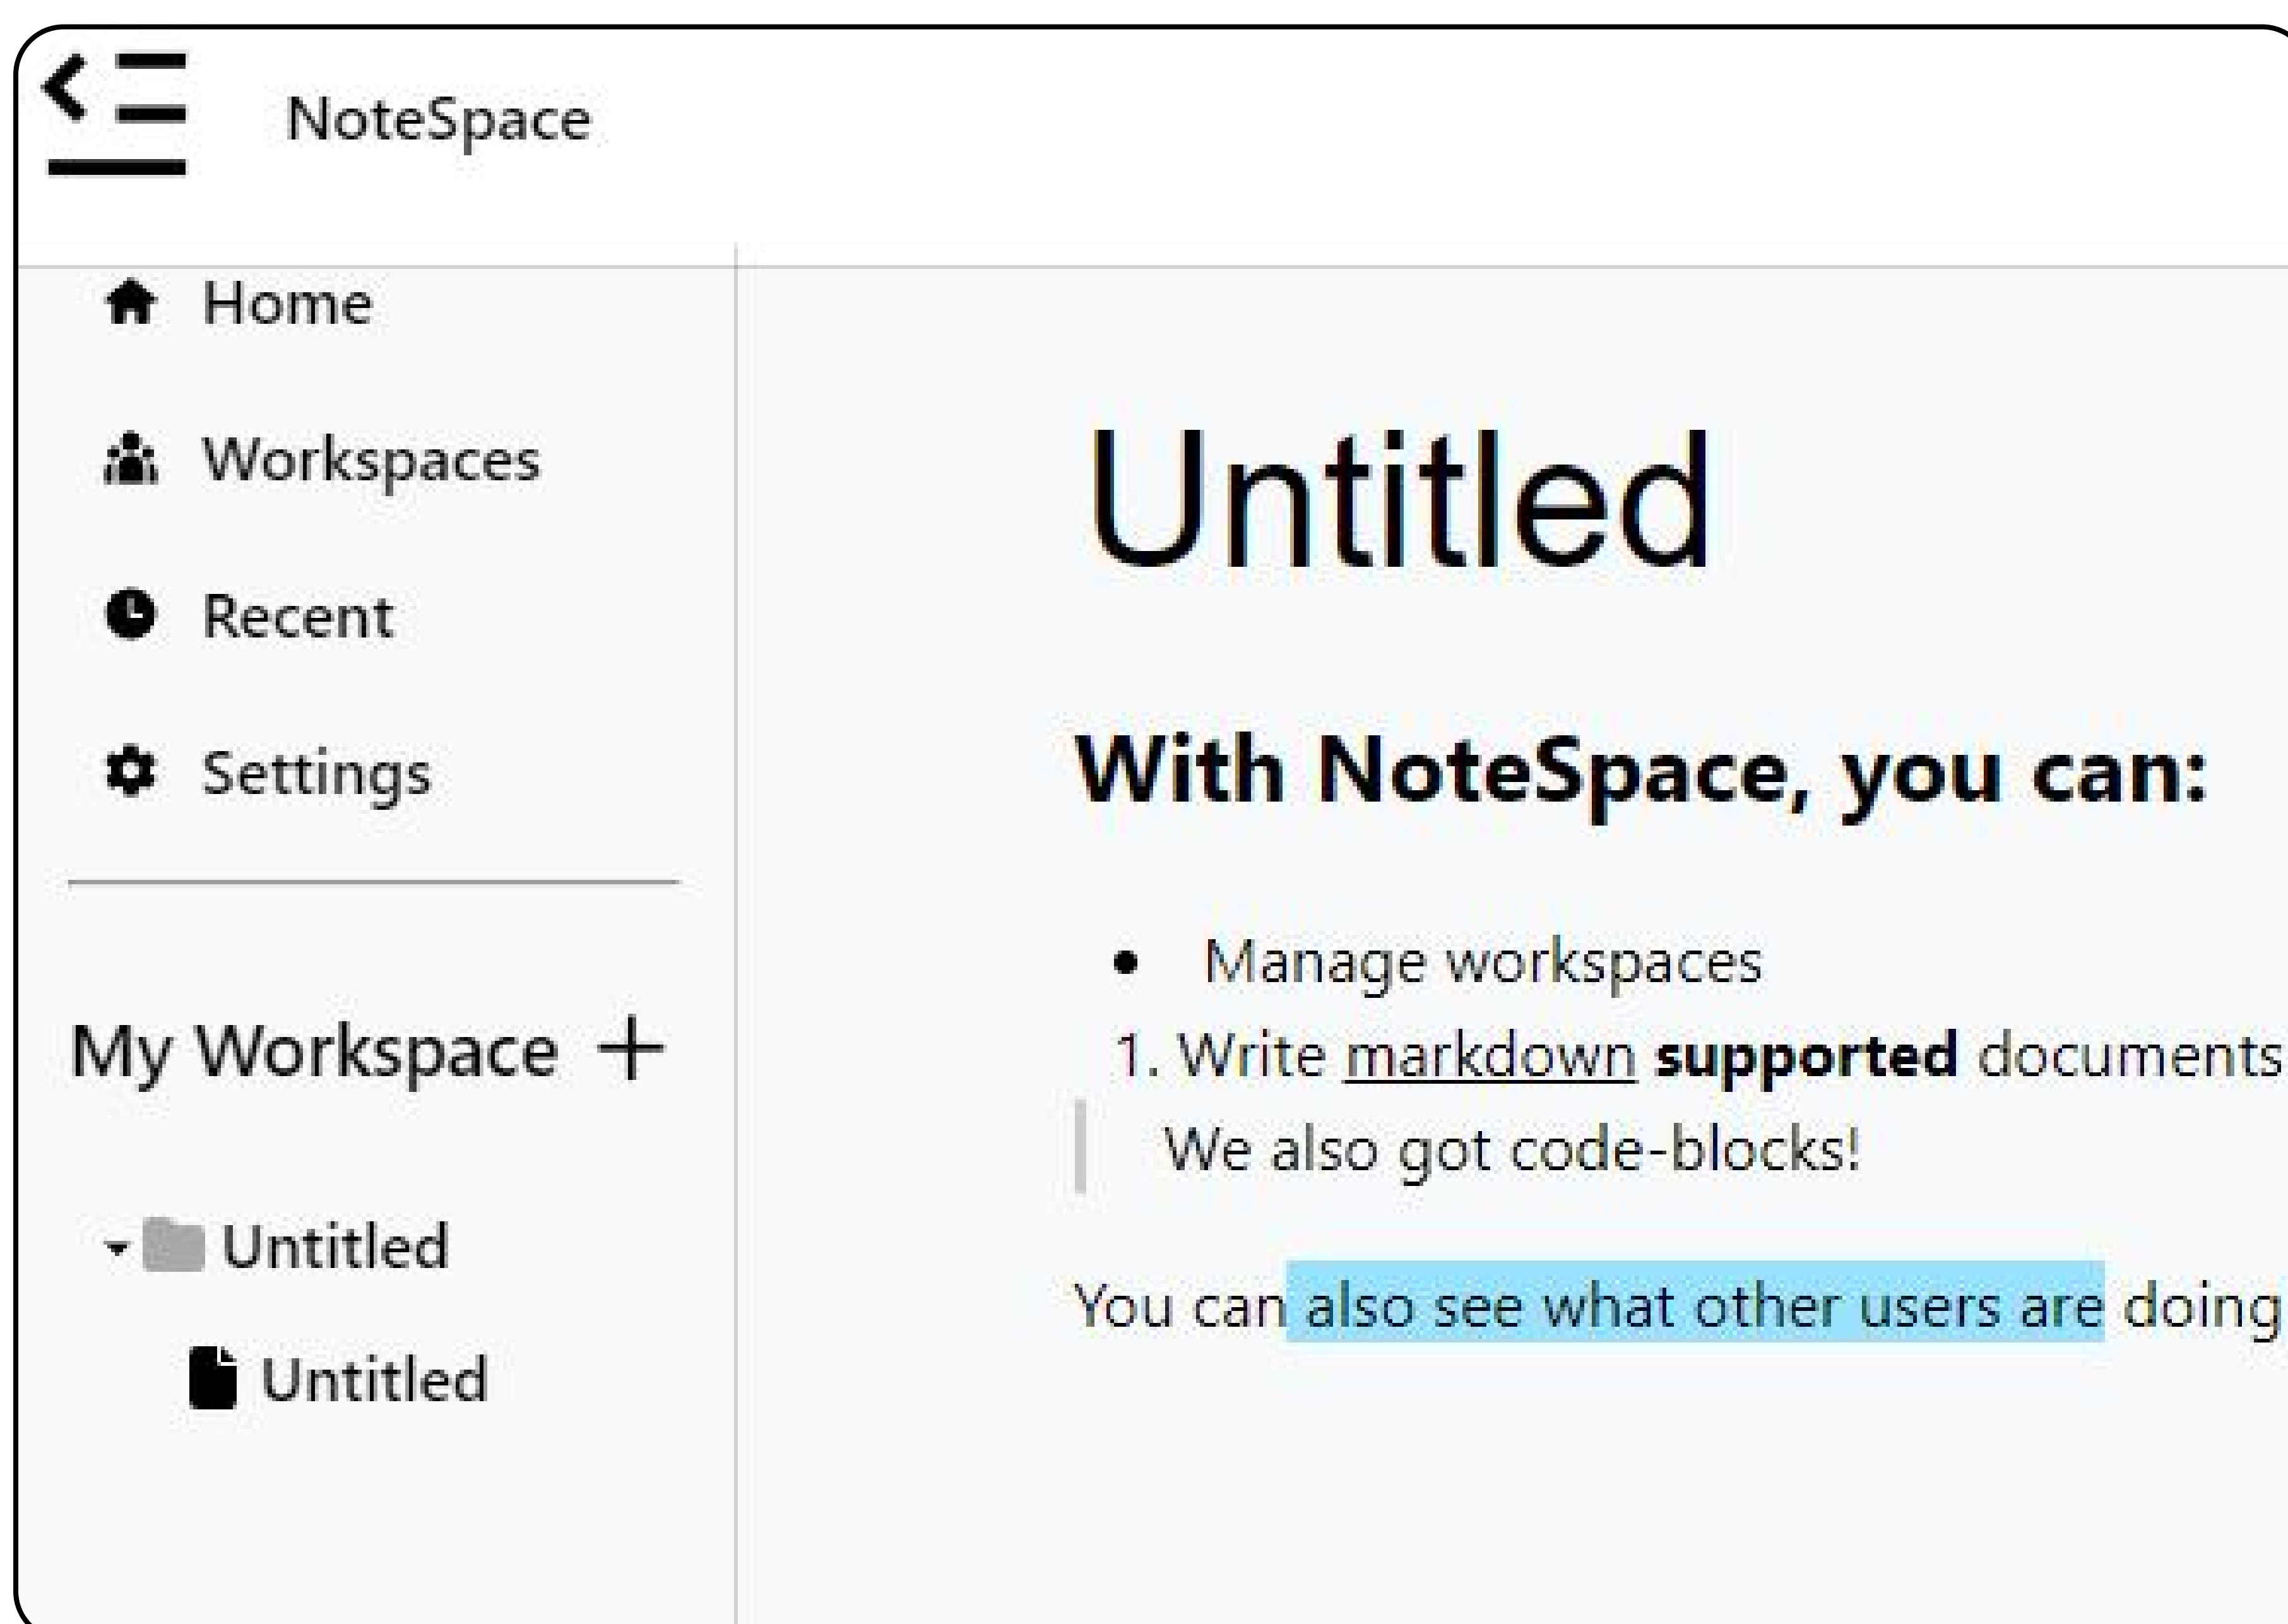 NoteSpace
Home
Workspaces
Recent
Settings
My Workspace +
Untitled
Untitled
Untitled
With NoteSpace, you can:
• Manage workspaces
1. Write markdown supported documents
We also got code-blocks!
You can also see what other users are doing